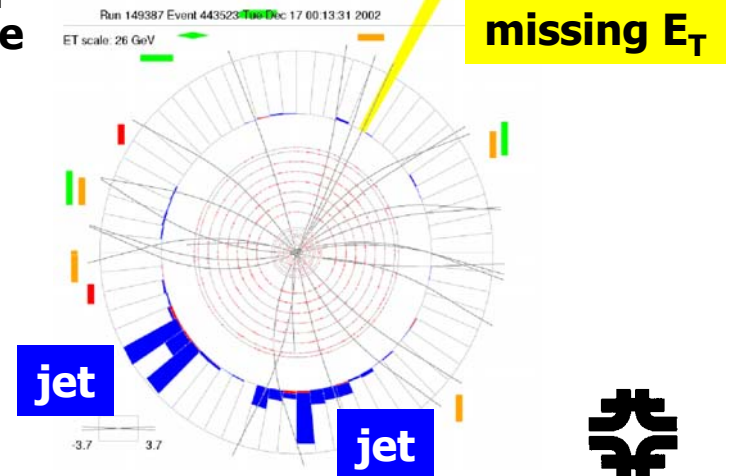 e
Run 149387 Event 443523 Tue Dec 17 00:13:31 2002
ET scale: 26 GeV
missing E_T
jet
jet
-3.7 3.7